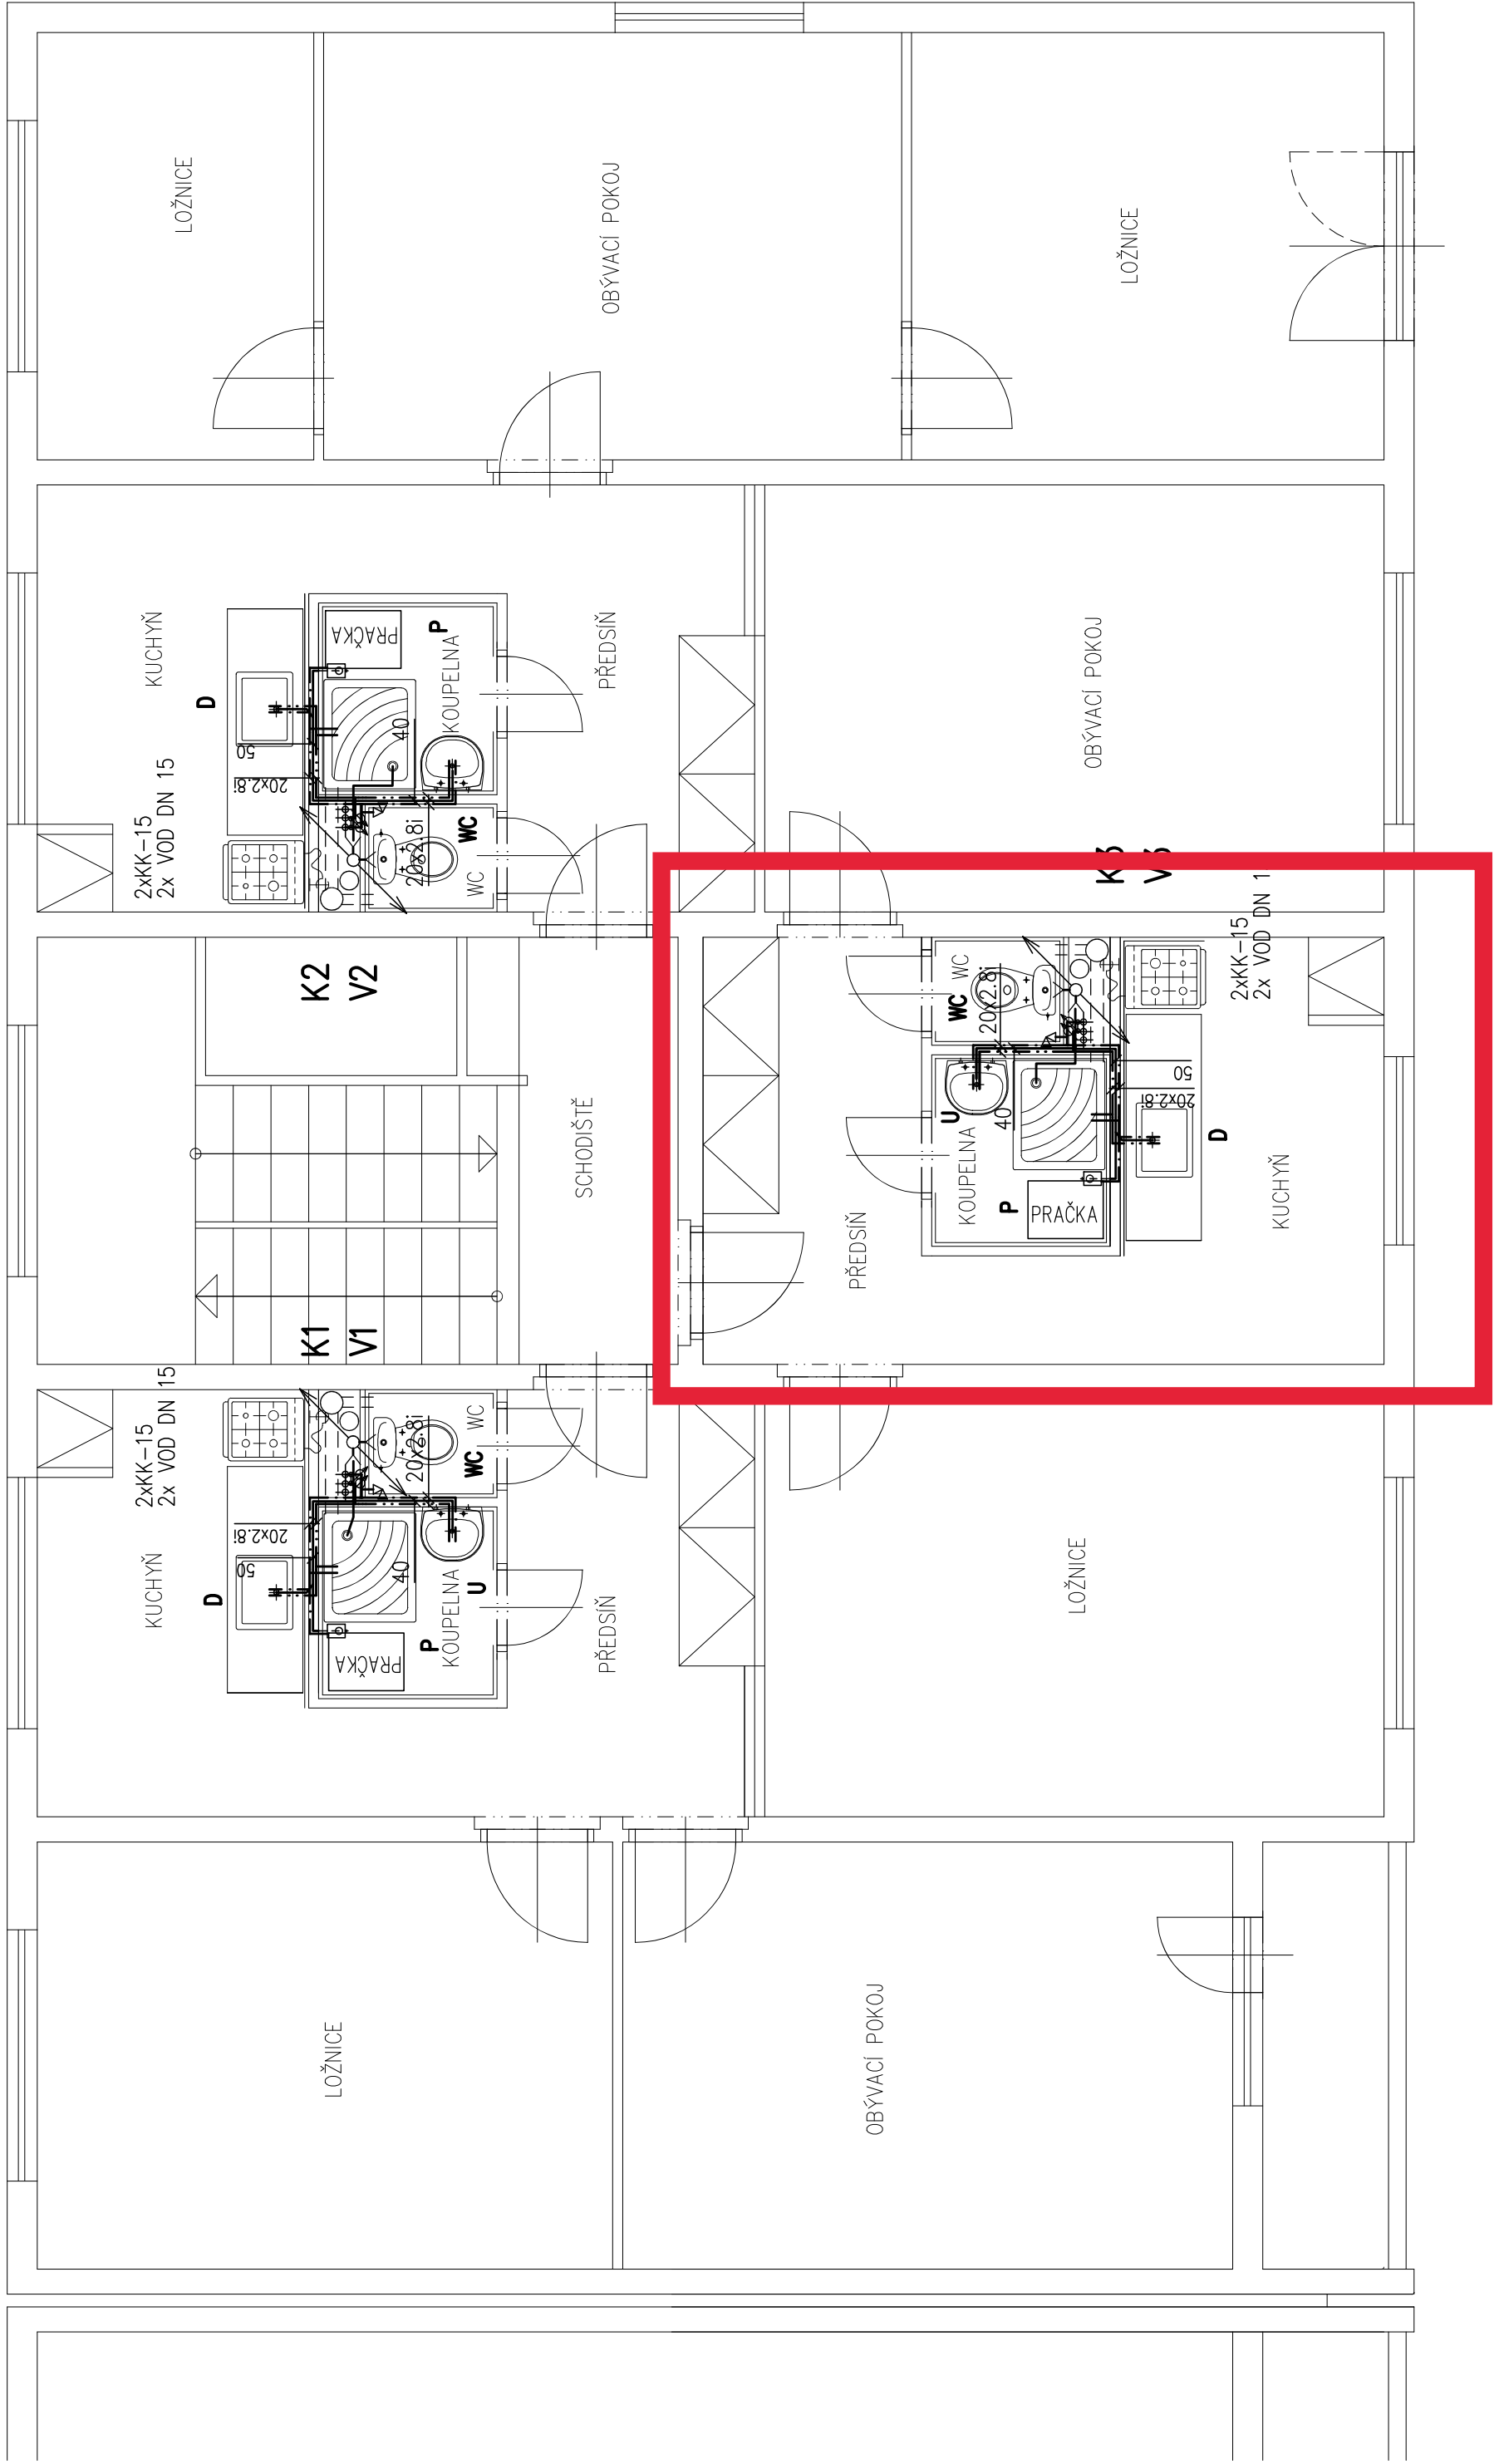 LOŽNICE
OBÝVACÍ POKOJ
LOŽNICE
KUCHYŇ
D
50
20x2.8i
2xKK-15
2x VOD DN 15
PRAČKA
P
KOUPELNA
40
20x2.8i
WC
WC
PŘEDSÍŇ
OBÝVACÍ POKOJ
K2
V2
SCHODIŠTĚ
K1
V1
K3
V3
2xKK-15
2x VOD DN 1
WC
WC
20x2.8i
50
20x2.8i
U
40
KOUPELNA
P
PRAČKA
D
KUCHYŇ
PŘEDSÍŇ
2xKK-15
2x VOD DN 15
20x2.8i
50
KUCHYŇ
D
WC
WC
20x2.8i
40
U
KOUPELNA
P
PRAČKA
PŘEDSÍŇ
LOŽNICE
LOŽNICE
OBÝVACÍ POKOJ